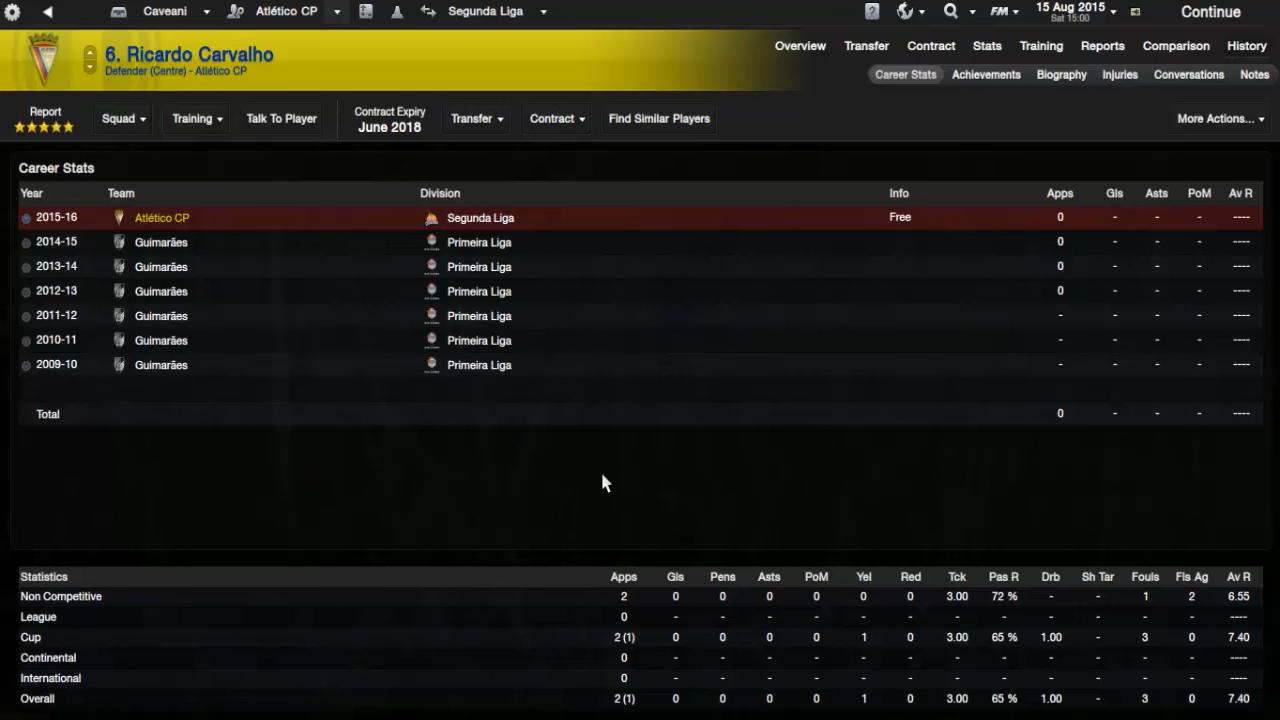 Caveani Atlético CP Segunda Liga ? FM 15 Aug 2015 Sat 15:00 Continue
6. Ricardo Carvalho
Defender (Centre) - Atlético CP
Overview Transfer Contract Stats Training Reports Comparison History
Career Stats Achievements Biography Injuries Conversations Notes
Report Squad Training Talk To Player Contract Expiry June 2018 Transfer Contract Find Similar Players More Actions...
Career Stats
Year Team Division Info Apps Gls Asts PoM Av R
2015-16 Atlético CP Segunda Liga Free 0 - - - ----
2014-15 Guimarães Primeira Liga 0 - - - ----
2013-14 Guimarães Primeira Liga 0 - - - ----
2012-13 Guimarães Primeira Liga 0 - - - ----
2011-12 Guimarães Primeira Liga - - - - ----
2010-11 Guimarães Primeira Liga - - - - ----
2009-10 Guimarães Primeira Liga - - - - ----
Total 0 - - - ----
Statistics Apps Gls Pens Asts PoM Yel Red Tck Pas R Drb Sh Tar Fouls Fls Ag Av R
Non Competitive 2 0 0 0 0 0 0 3.00 72 % - - 1 2 6.55
League 0 - - - - - - - - - - - - ----
Cup 2 (1) 0 0 0 0 1 0 3.00 65 % 1.00 - 3 0 7.40
Continental 0 - - - - - - - - - - - - ----
International 0 - - - - - - - - - - - - ----
Overall 2 (1) 0 0 0 0 1 0 3.00 65 % 1.00 - 3 0 7.40